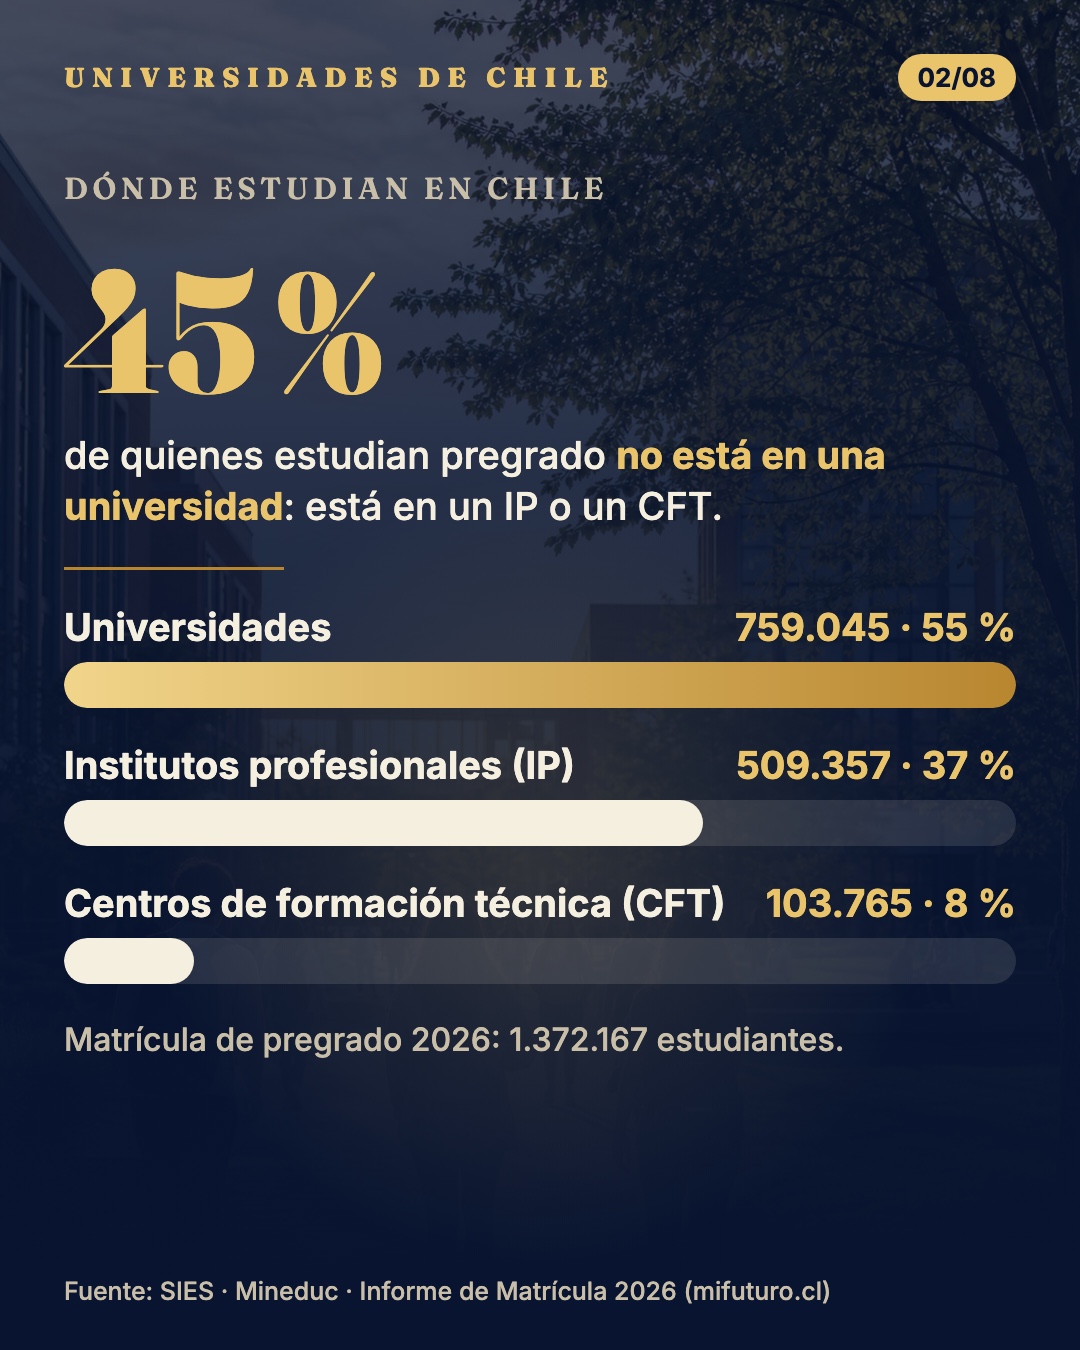 UNIVERSIDADES DE CHILE
02/08
DÓNDE ESTUDIAN EN CHILE
45%
de quienes estudian pregrado no está en una
universidad: está en un IP o un CFT.
Universidades 759.045 · 55 %
Institutos profesionales (IP) 509.357 · 37 %
Centros de formación técnica (CFT) 103.765 · 8 %
Matrícula de pregrado 2026: 1.372.167 estudiantes.
Fuente: SIES · Mineduc · Informe de Matrícula 2026 (mifuturo.cl)